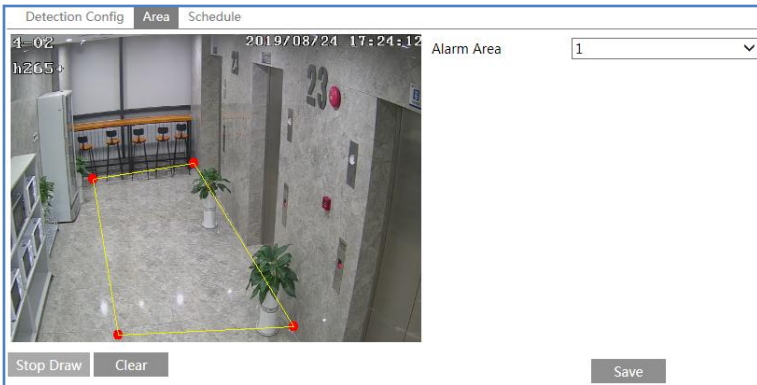 Detection Config Area Schedule
4-02 2019/08/24 17:24:12
h265+
23
23
Alarm Area 1
Stop Draw Clear
Save